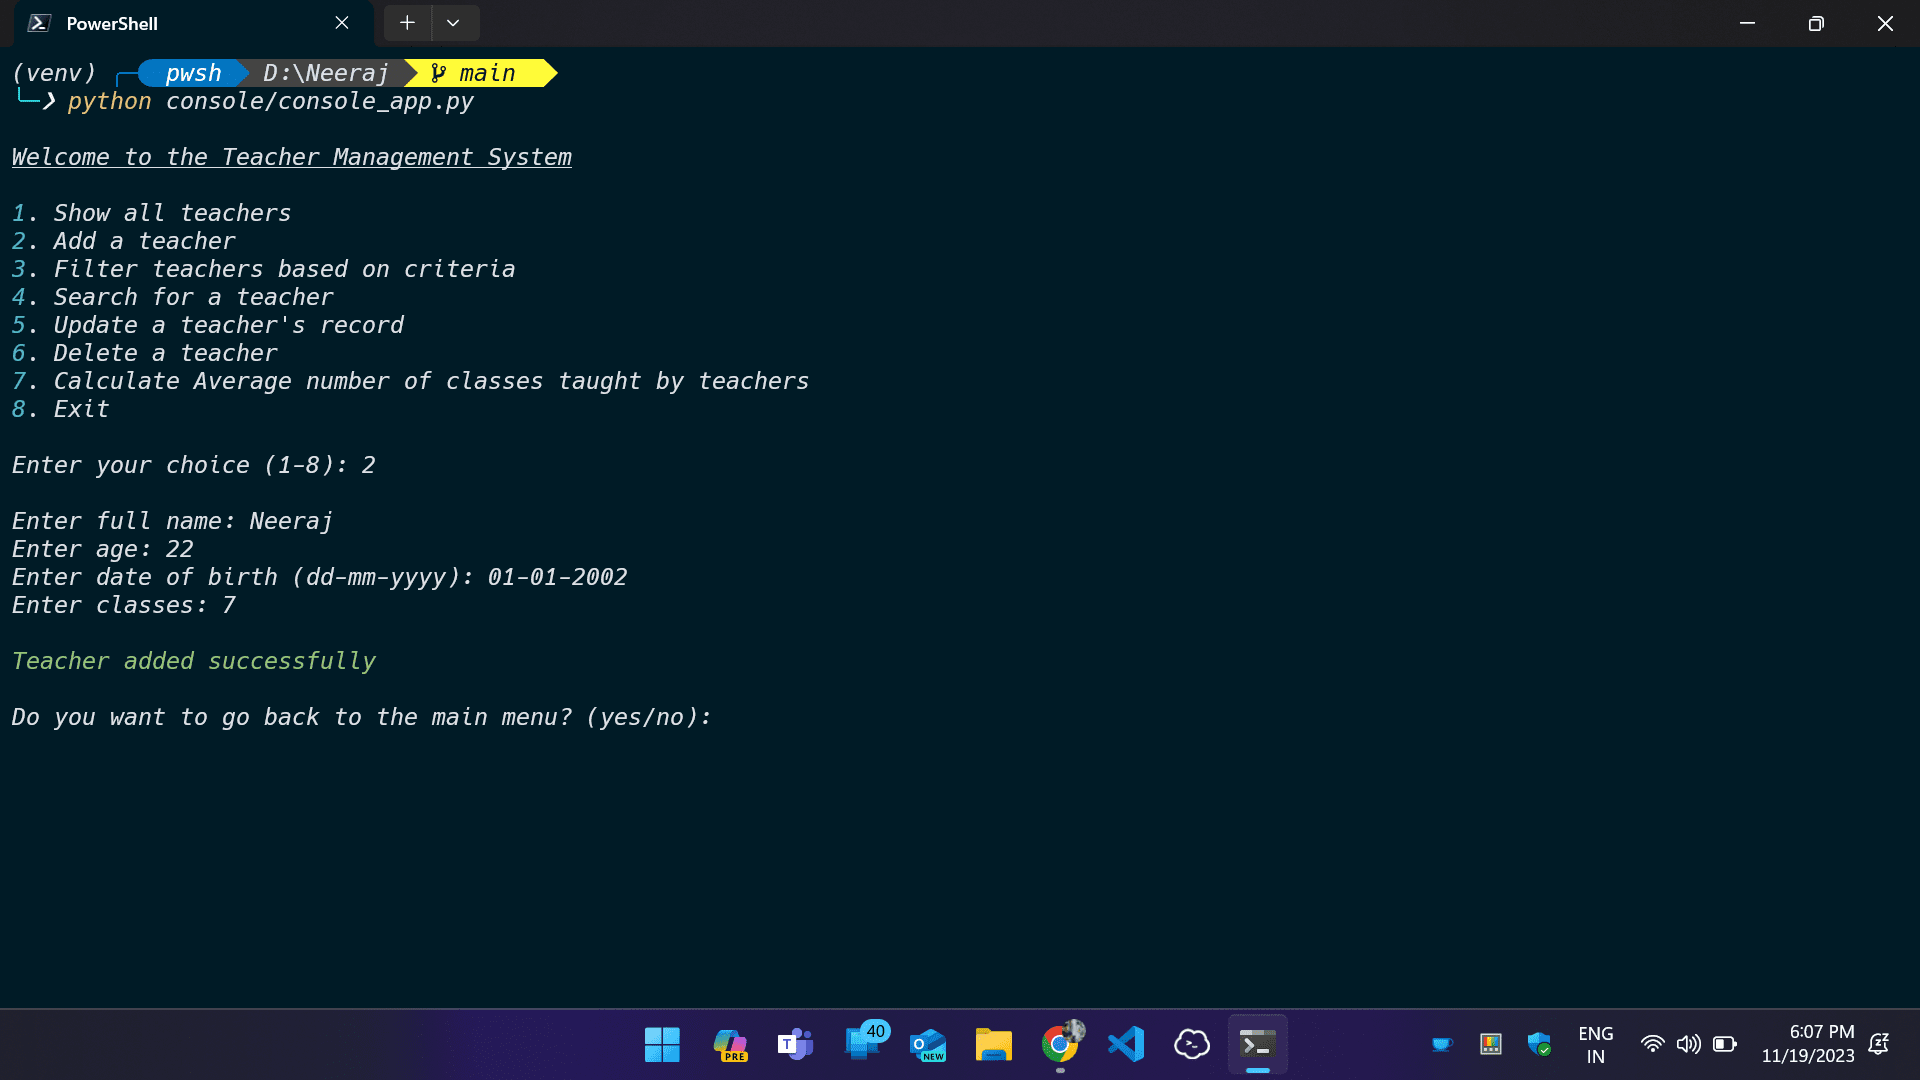 PowerShell
(venv) pwsh D:\Neeraj main
❯ python console/console_app.py
Welcome to the Teacher Management System
1. Show all teachers
2. Add a teacher
3. Filter teachers based on criteria
4. Search for a teacher
5. Update a teacher's record
6. Delete a teacher
7. Calculate Average number of classes taught by teachers
8. Exit
Enter your choice (1-8): 2
Enter full name: Neeraj
Enter age: 22
Enter date of birth (dd-mm-yyyy): 01-01-2002
Enter classes: 7
Teacher added successfully
Do you want to go back to the main menu? (yes/no):
PRE
T
40
O NEW
ENG
IN
6:07 PM
11/19/2023